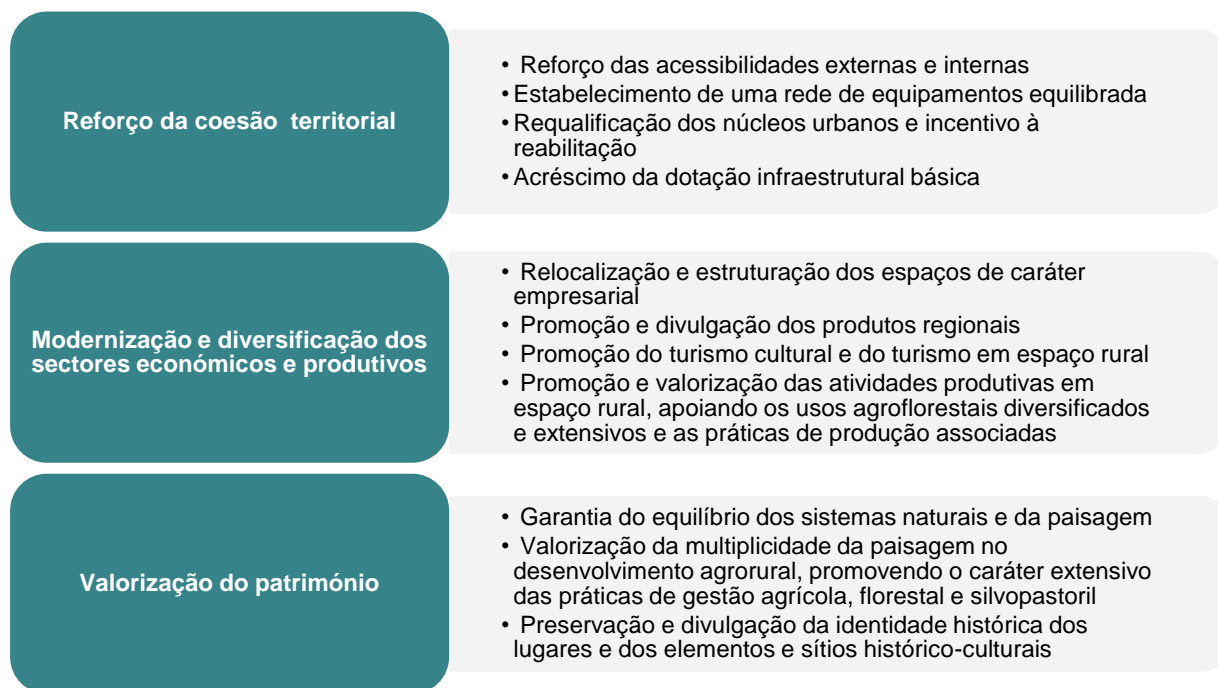 Reforço da coesão territorial
• Reforço das acessibilidades externas e internas
• Estabelecimento de uma rede de equipamentos equilibrada
• Requalificação dos núcleos urbanos e incentivo à
reabilitação
• Acréscimo da dotação infraestrutural básica
Modernização e diversificação dos
sectores económicos e produtivos
• Relocalização e estruturação dos espaços de caráter
empresarial
• Promoção e divulgação dos produtos regionais
• Promoção do turismo cultural e do turismo em espaço rural
• Promoção e valorização das atividades produtivas em
espaço rural, apoiando os usos agroflorestais diversificados
e extensivos e as práticas de produção associadas
Valorização do património
• Garantia do equilíbrio dos sistemas naturais e da paisagem
• Valorização da multiplicidade da paisagem no
desenvolvimento agrorural, promovendo o caráter extensivo
das práticas de gestão agrícola, florestal e silvopastoril
• Preservação e divulgação da identidade histórica dos
lugares e dos elementos e sítios histórico-culturais